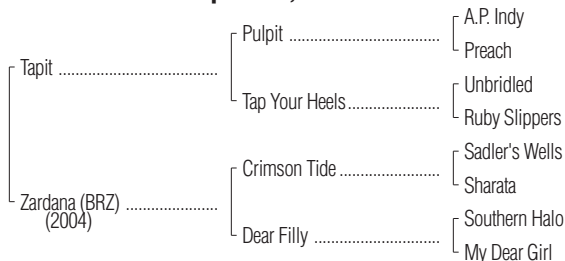 A.P. Indy
Pulpit
Preach
Tapit
Unbridled
Tap Your Heels
Ruby Slippers
Sadler's Wells
Crimson Tide
Sharata
Zardana (BRZ)
(2004)
Southern Halo
Dear Filly
My Dear Girl